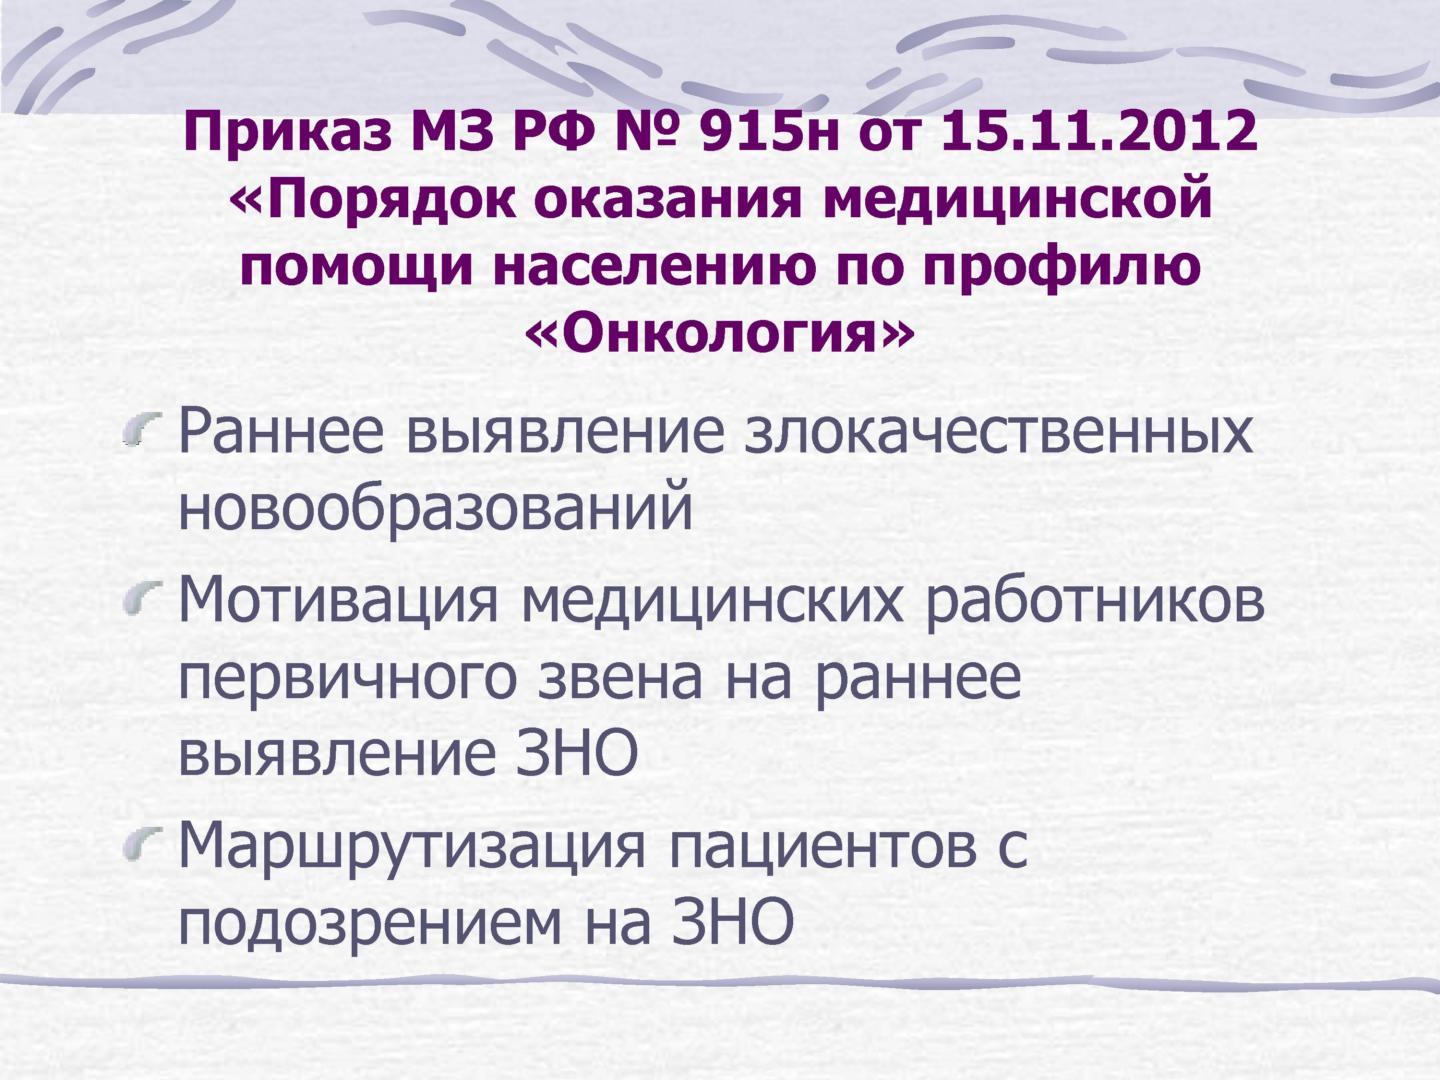 Приказ МЗ РФ № 915н от 15.11.2012
«Порядок оказания медицинской
помощи населению по профилю
«Онкология»
Раннее выявление злокачественных
новообразований
Мотивация медицинских работников
первичного звена на раннее
выявление ЗНО
Маршрутизация пациентов с
подозрением на ЗНО